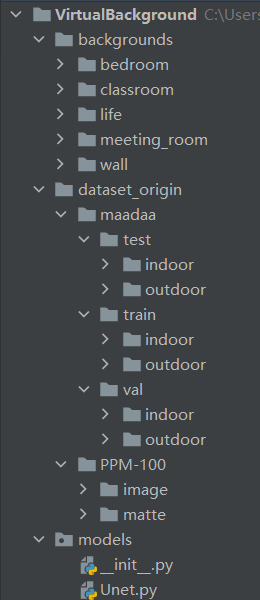 VirtualBackground C:\Users
backgrounds
bedroom
classroom
life
meeting_room
wall
dataset_origin
maadaa
test
indoor
outdoor
train
indoor
outdoor
val
indoor
outdoor
PPM-100
image
matte
models
__init__.py
Unet.py